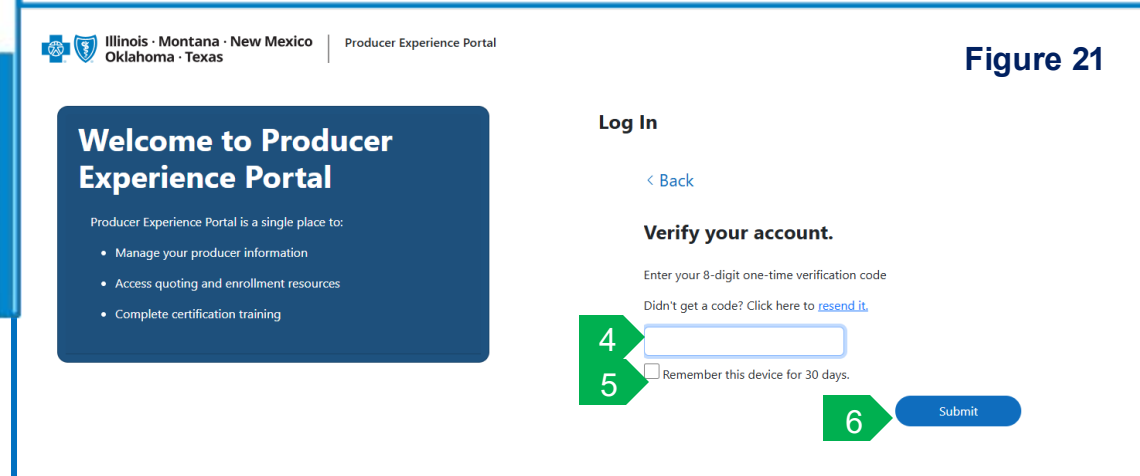 Illinois · Montana · New Mexico
Oklahoma · Texas
Producer Experience Portal
Figure 21
Welcome to Producer
Experience Portal
Producer Experience Portal is a single place to:
• Manage your producer information
• Access quoting and enrollment resources
• Complete certification training
Log In
< Back
Verify your account.
Enter your 8-digit one-time verification code
Didn't get a code? Click here to resend it.
4
5
Remember this device for 30 days.
6
Submit